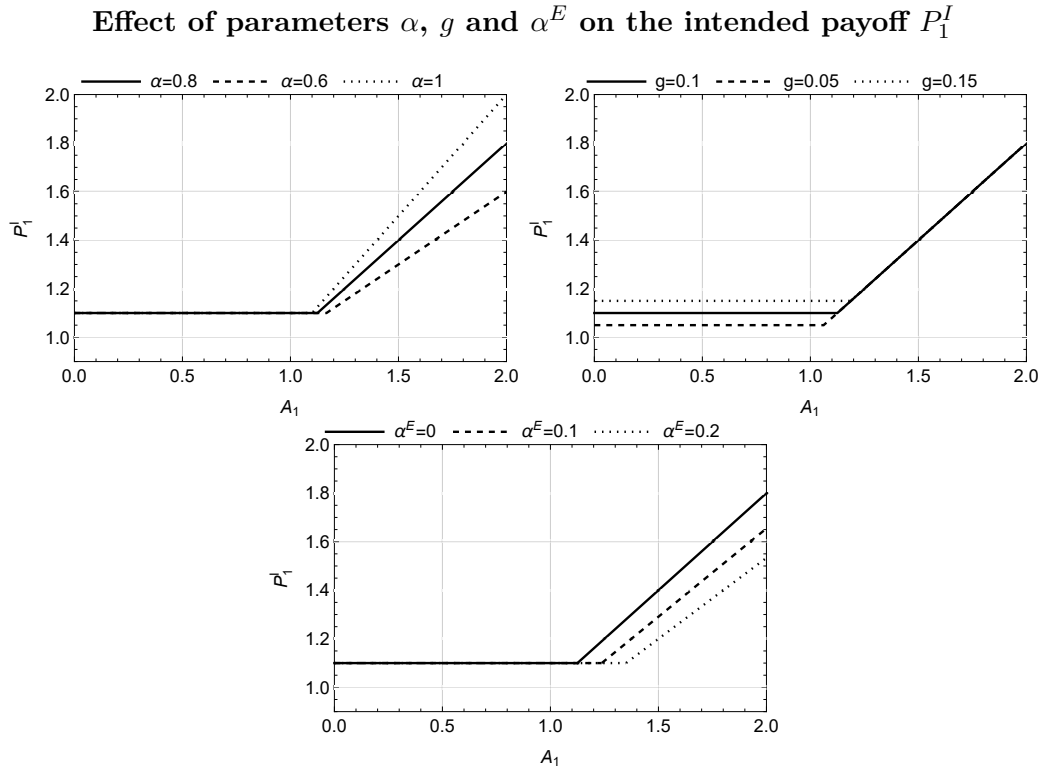 Effect of parameters α, g and α^E on the intended payoff P_1^I
α=0.8 α=0.6 α=1
2.0
1.8
1.6
1.4
1.2
1.0
P_1^I
0.0 0.5 1.0 1.5 2.0
A_1
g=0.1 g=0.05 g=0.15
2.0
1.8
1.6
1.4
1.2
1.0
P_1^I
0.0 0.5 1.0 1.5 2.0
A_1
α^E=0 α^E=0.1 α^E=0.2
2.0
1.8
1.6
1.4
1.2
1.0
P_1^I
0.0 0.5 1.0 1.5 2.0
A_1